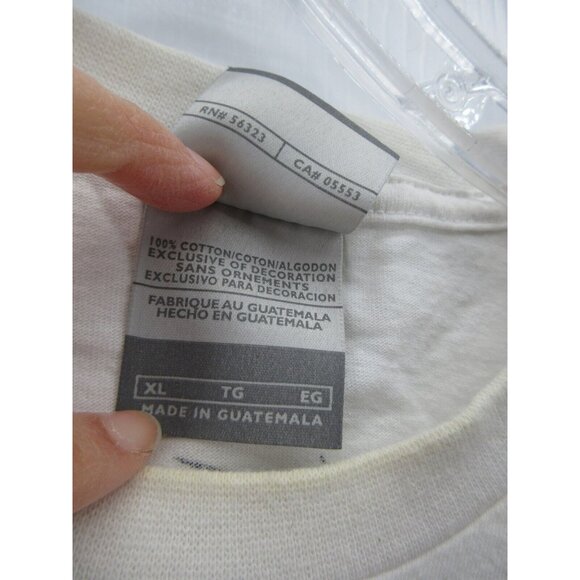 RN# 56323
CA# 05553
100% COTTON/COTON/ALGODON
EXCLUSIVE OF DECORATION
SANS ORNEMENTS
EXCLUSIVO PARA DECORACION
FABRIQUE AU GUATEMALA
HECHO EN GUATEMALA
XL TG EG
MADE IN GUATEMALA